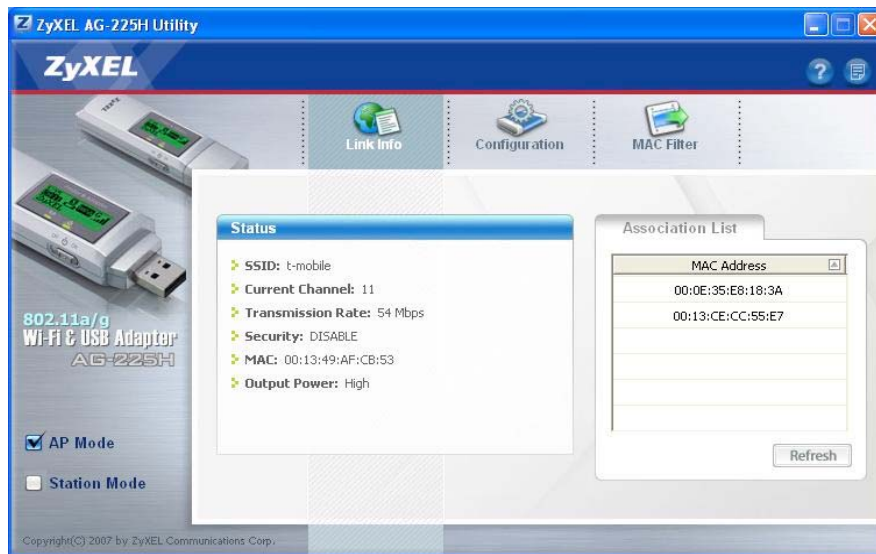 ZyXEL AG-225H Utility
ZyXEL
Link Info
Configuration
MAC Filter
Status
SSID: t-mobile
Current Channel: 11
Transmission Rate: 54 Mbps
Security: DISABLE
MAC: 00:13:49:AF:CB:53
Output Power: High
Association List
MAC Address
00:0E:35:E8:18:3A
00:13:CE:CC:55:E7
Refresh
802.11a/g
Wi-Fi & USB Adapter
AG-225H
AP Mode
Station Mode
Copyright(C) 2007 by ZyXEL Communications Corp.